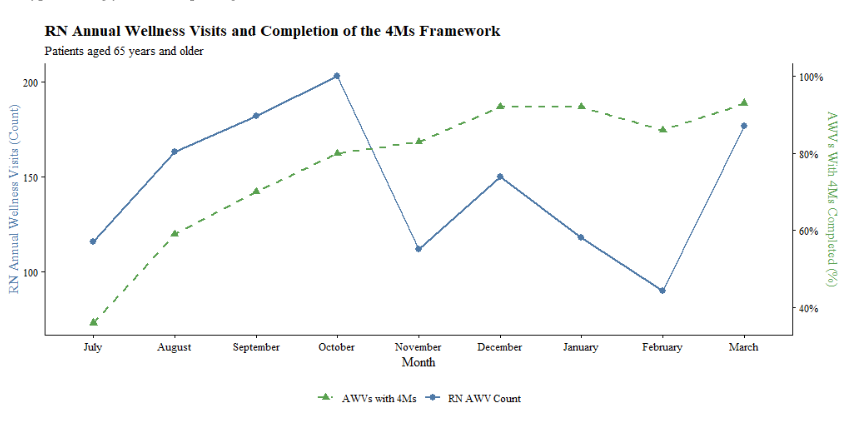 RN Annual Wellness Visits and Completion of the 4Ms Framework
Patients aged 65 years and older
RN Annual Wellness Visits (Count)
200
150
100
100%
80%
60%
40%
AWVs With 4Ms Completed (%)
July August September October November December January February March
Month
AWVs with 4Ms RN AWV Count